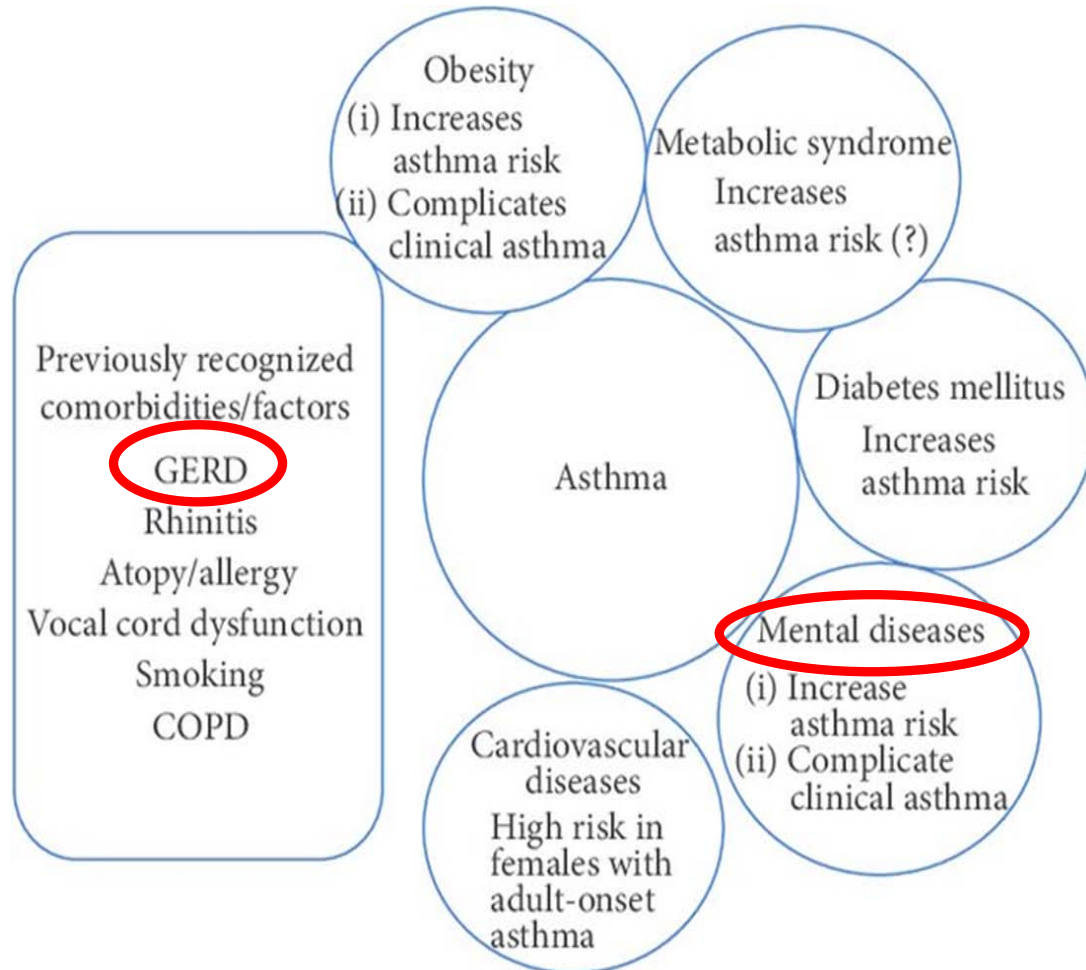 Obesity
(i) Increases
asthma risk
(ii) Complicates
clinical asthma
Metabolic syndrome
Increases
asthma risk (?)
Previously recognized
comorbidities/factors
GERD
Rhinitis
Atopy/allergy
Vocal cord dysfunction
Smoking
COPD
Asthma
Diabetes mellitus
Increases
asthma risk
Mental diseases
(i) Increase
asthma risk
(ii) Complicate
clinical asthma
Cardiovascular
diseases
High risk in
females with
adult-onset
asthma